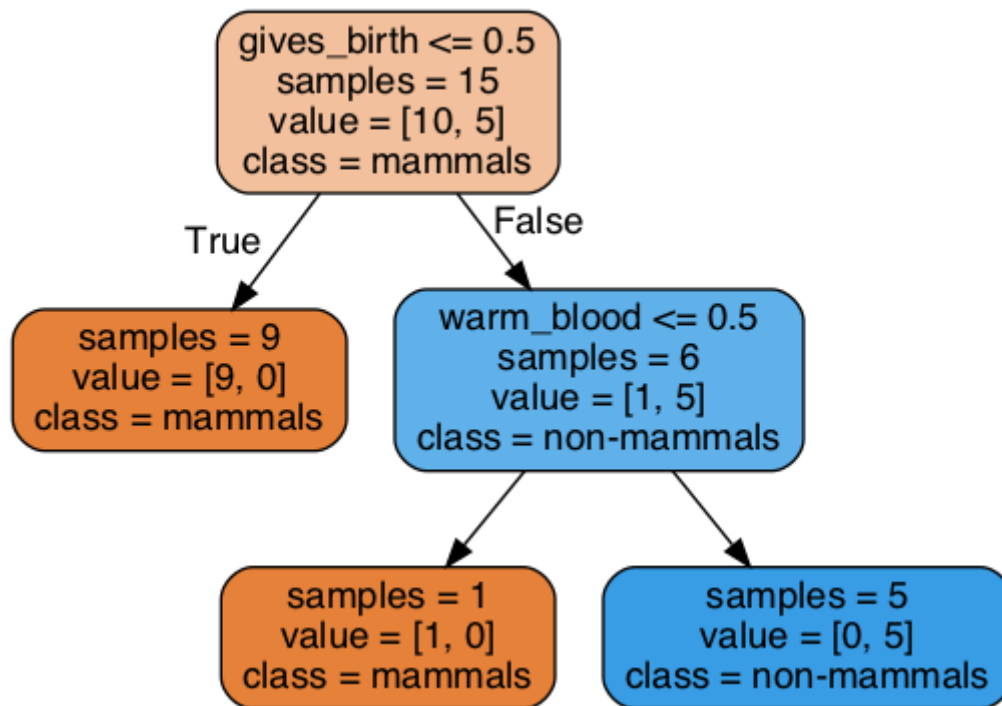 gives_birth <= 0.5
samples = 15
value = [10, 5]
class = mammals
True
False
samples = 9
value = [9, 0]
class = mammals
warm_blood <= 0.5
samples = 6
value = [1, 5]
class = non-mammals
samples = 1
value = [1, 0]
class = mammals
samples = 5
value = [0, 5]
class = non-mammals